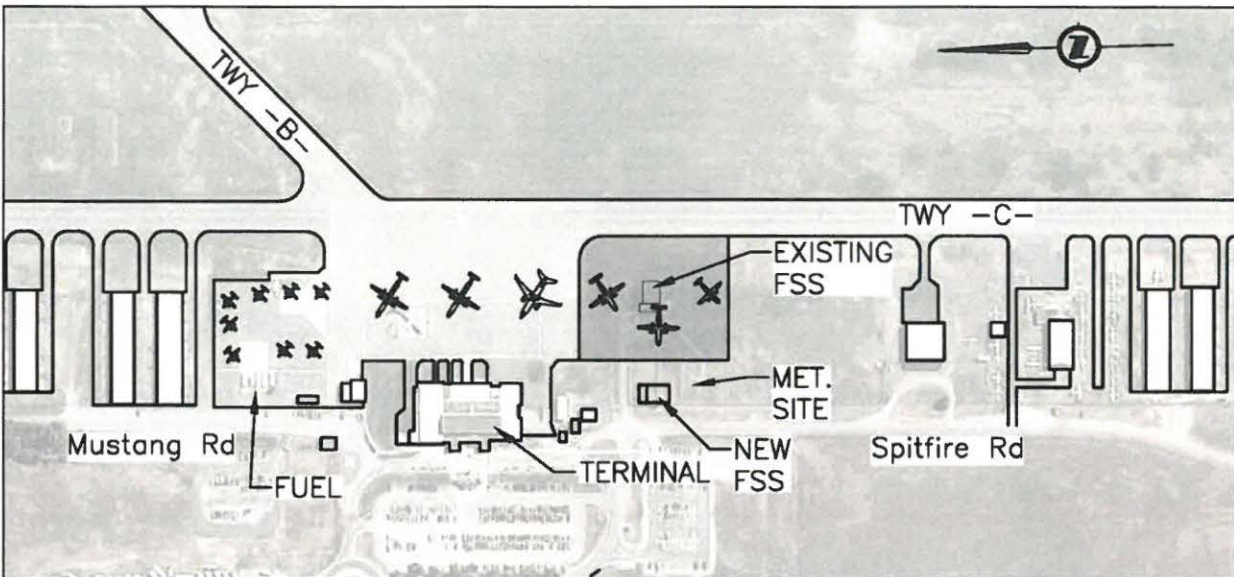 TWY -B-
TWY -C-
EXISTING
FSS
MET.
SITE
Mustang Rd
FUEL
TERMINAL
NEW
FSS
Spitfire Rd